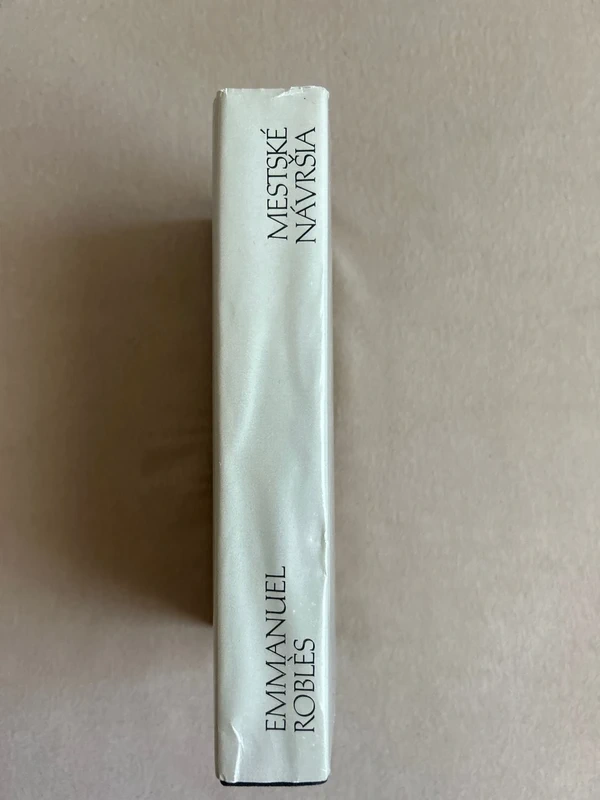 EMMANUEL
ROBLÈS
MESTSKÉ
NÁVRŠIA